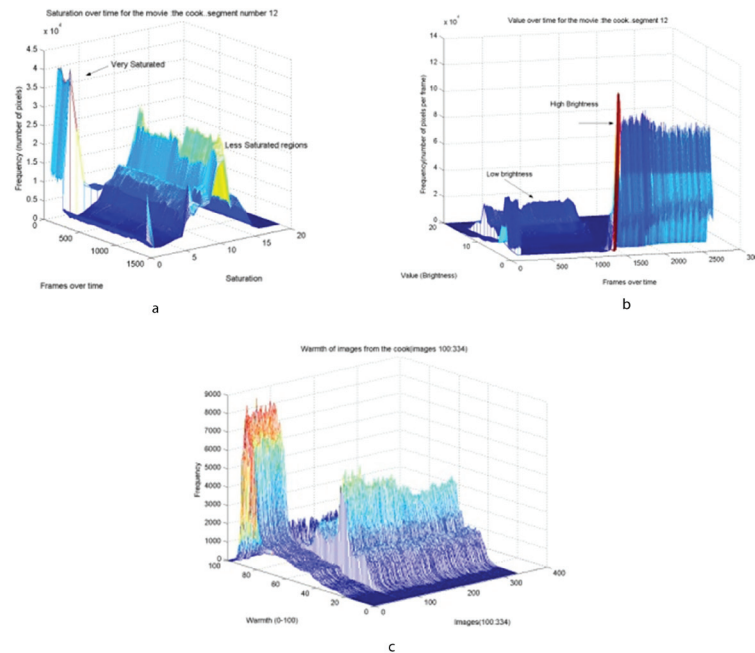 Saturation over time for the movie :the cook..segment number 12
x 10⁴
4.5
4
3.5
3
2.5
2
1.5
1
0.5
0
Frequency (number of pixels)
Very Saturated
Less Saturated regions
0
500
1000
1500
Frames over time
0
5
10
15
20
Saturation
a
Value over time for the movie :the cook..segment 12
x 10⁴
14
12
10
8
6
4
2
0
Frequency(number of pixels per frame)
High Brightness
Low brightness
20
10
0
Value (Brightness)
0
500
1000
1500
2000
2500
Frames over time
b
Warmth of images from the cook(images 100:334)
9000
8000
7000
6000
5000
4000
3000
2000
1000
0
Frequency
100
80
60
40
20
0
Warmth (0-100)
0
100
200
300
400
Images(100:334)
c